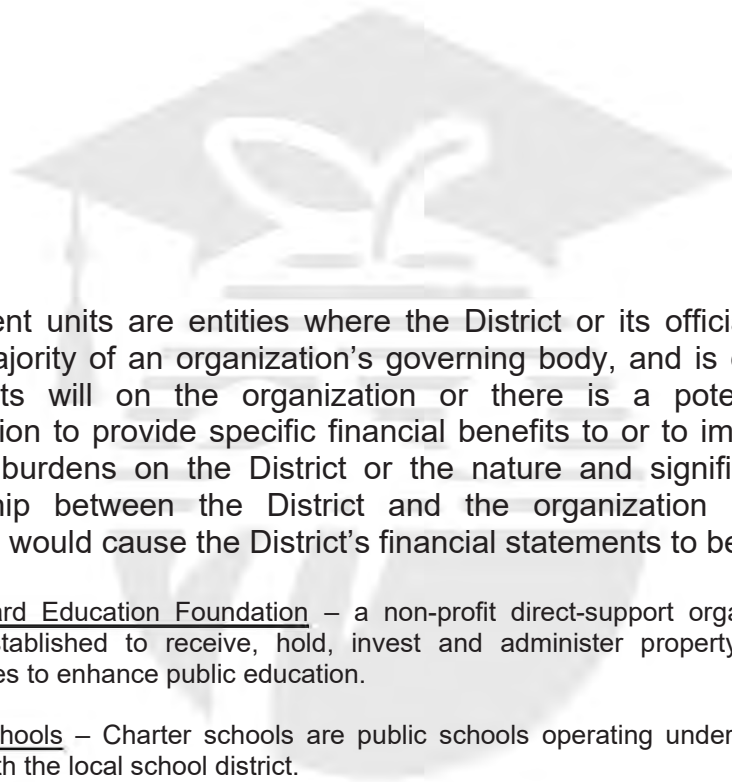 ent units are entities where the District or its offici
ajority of an organization’s governing body, and is
ts will on the organization or there is a pote
ion to provide specific financial benefits to or to im
burdens on the District or the nature and signifi
ip between the District and the organization
would cause the District’s financial statements to be
ard Education Foundation – a non-profit direct-support orga
stablished to receive, hold, invest and administer property
es to enhance public education.
hools – Charter schools are public schools operating under
th the local school district.